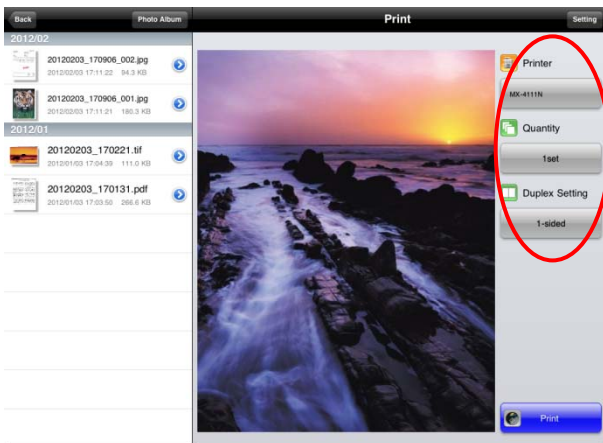 Back
Photo Album
Print
Setting
2012/02
20120203_170906_002.jpg
2012/02/03 17:11:22 94.3 KB
20120203_170906_001.jpg
2012/02/03 17:11:21 180.3 KB
2012/01
20120203_170221.tif
2012/01/03 17:04:39 111.0 KB
20120203_170131.pdf
2012/01/03 17:03:50 266.6 KB
Printer
MX-4111N
Quantity
1set
Duplex Setting
1-sided
Print